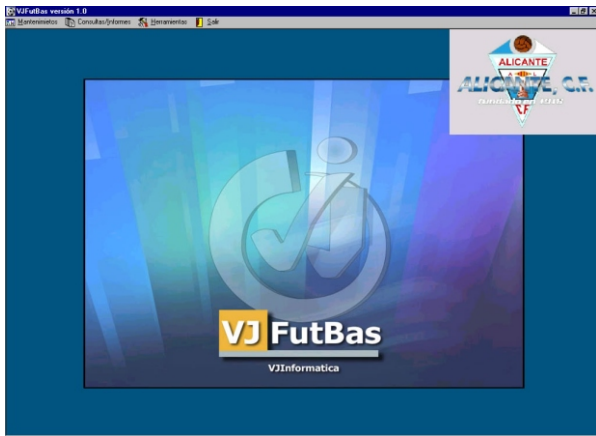 VJFutBas versión 1.0
Mantenimientos Consultas/Informes Herramientas Salir
ALICANTE
ALICANTE, C.F.
C.F.
VJ FutBas
VJInformatica